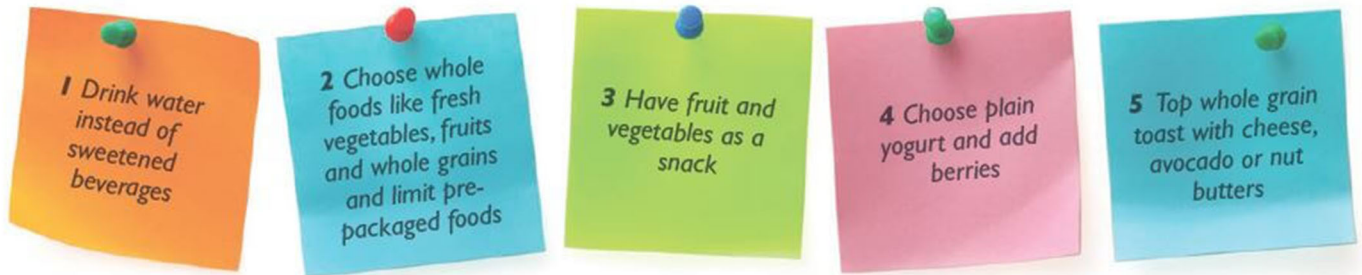 1 Drink water
instead of
sweetened
beverages
2 Choose whole
foods like fresh
vegetables, fruits
and whole grains
and limit pre-
packaged foods
3 Have fruit and
vegetables as a
snack
4 Choose plain
yogurt and add
berries
5 Top whole grain
toast with cheese,
avocado or nut
butters